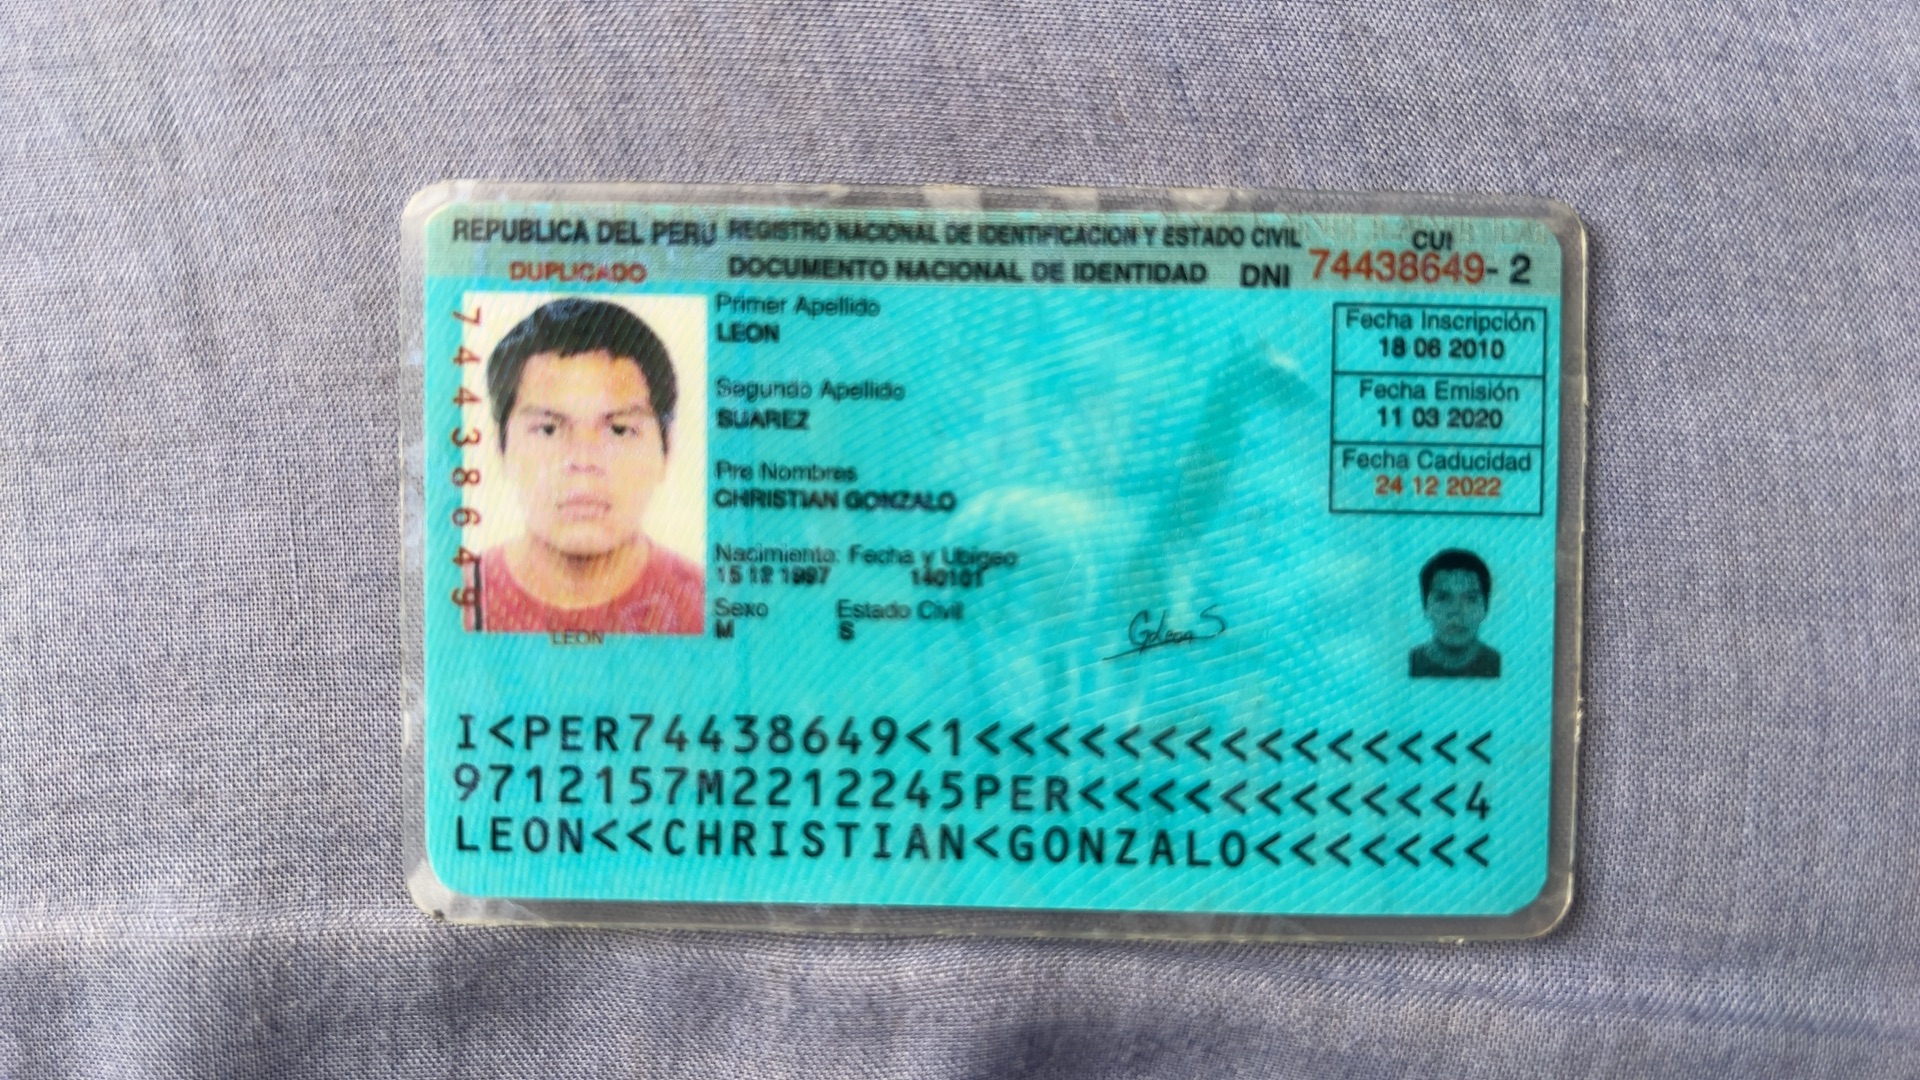 REPUBLICA DEL PERU REGISTRO NACIONAL DE IDENTIFICACION Y ESTADO CIVIL
CUI
DUPLICADO
DOCUMENTO NACIONAL DE IDENTIDAD DNI 74438649-2
74438649
Primer Apellido
LEON
Segundo Apellido
SUAREZ
Pre Nombres
CHRISTIAN GONZALO
Nacimiento: Fecha y Ubigeo
15 12 1997 140101
Sexo Estado Civil
M S
LEON
Fecha Inscripción
18 06 2010
Fecha Emisión
11 03 2020
Fecha Caducidad
24 12 2022
I<PER74438649<1<<<<<<<<<<<<<<<
9712157M2212245PER<<<<<<<<<<<4
LEON<<CHRISTIAN<GONZALO<<<<<<<